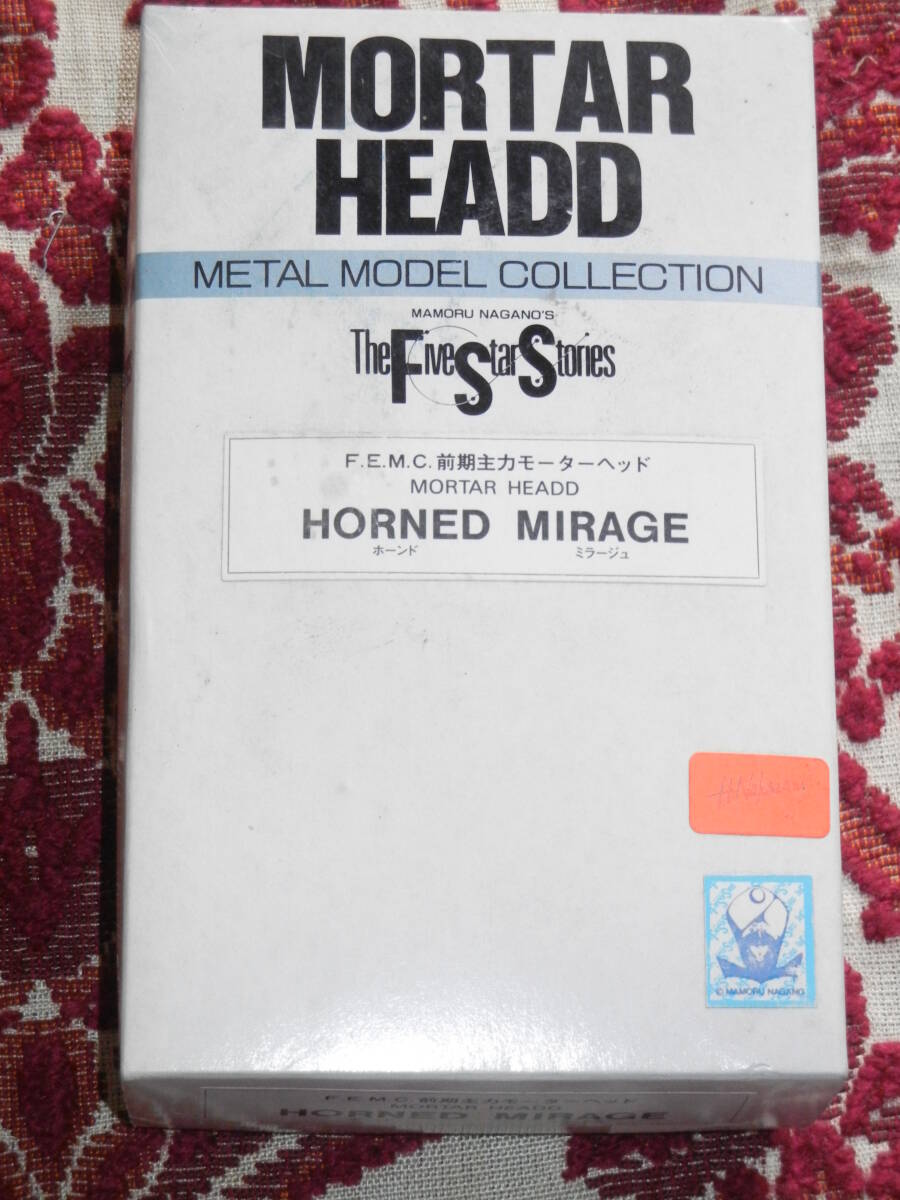 MORTAR
HEADD
METAL MODEL COLLECTION
MAMORU NAGANO'S
The Five Star Stories
F.E.M.C.前期主力モーターヘッド
MORTAR HEADD
HORNED MIRAGE
ホーンド ミラージュ
© MAMORU NAGANO
F.E.M.C.前期主力モーターヘッド
MORTAR HEADD
HORNED MIRAGE